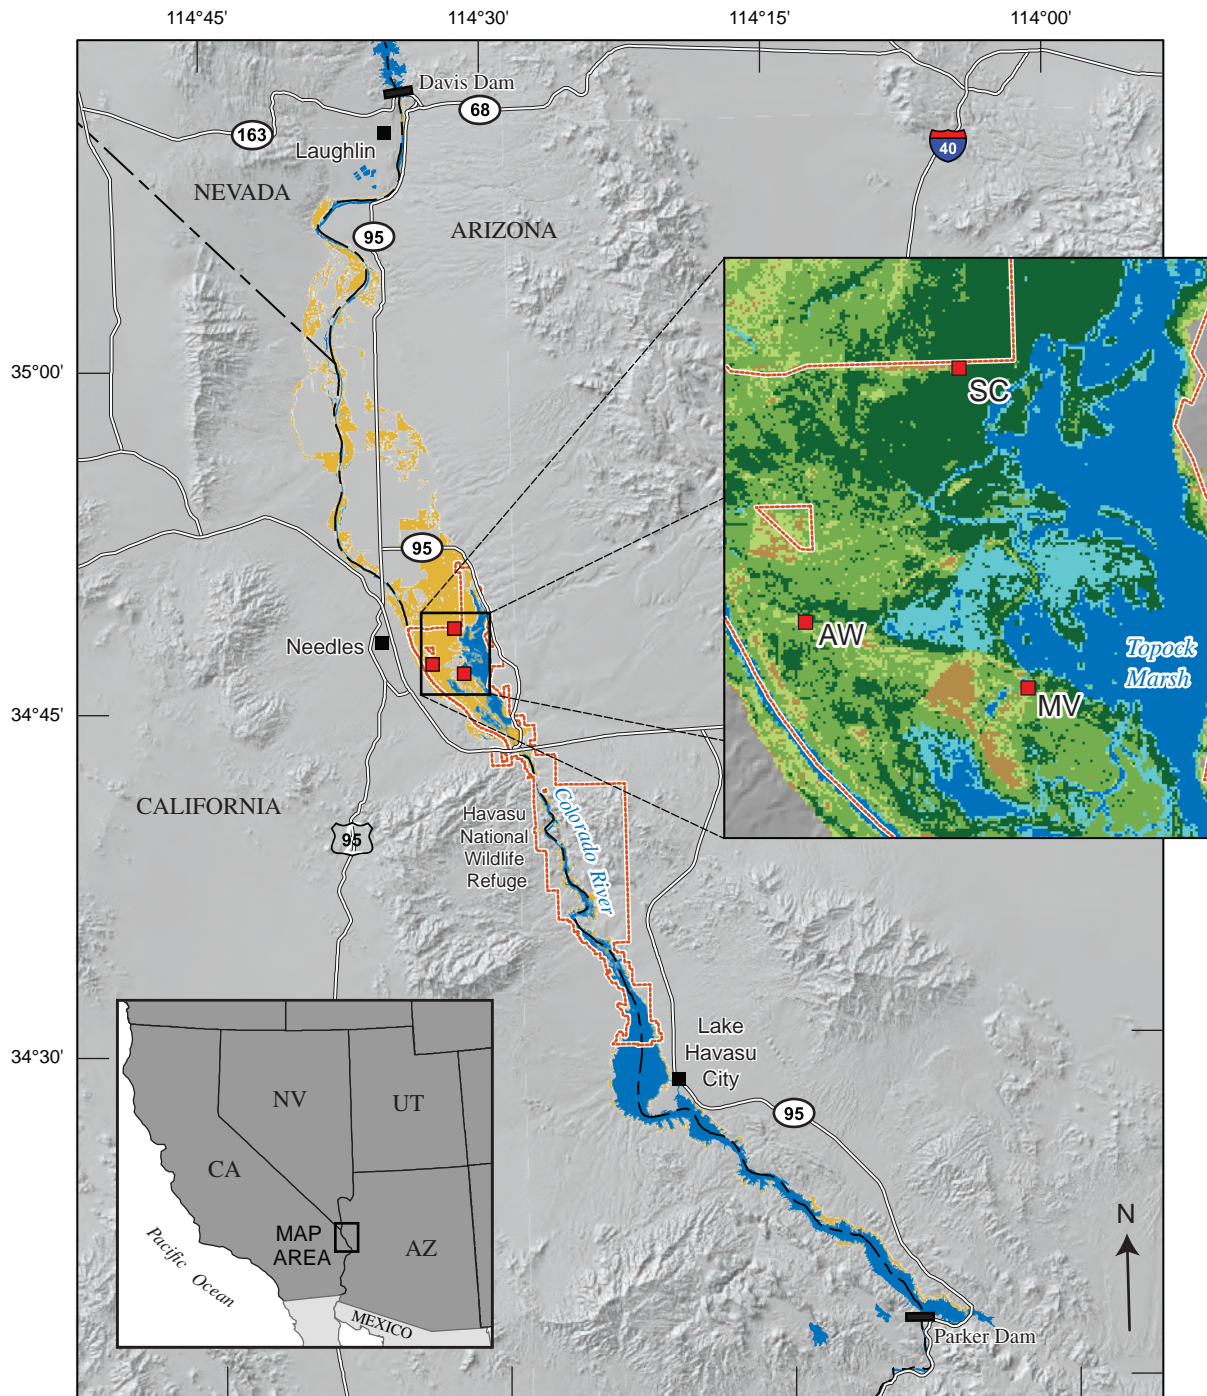 114°45' 114°30' 114°15' 114°00'
Davis Dam
68
163
Laughlin
40
NEVADA
95
ARIZONA
35°00'
SC
95
AW
Needles
Topock
Marsh
MV
34°45'
CALIFORNIA
95
Havasu
National
Wildlife
Refuge
Colorado River
34°30'
Lake
Havasu
City
95
NV
UT
CA
MAP
AREA
AZ
Pacific Ocean
MEXICO
N
Parker Dam